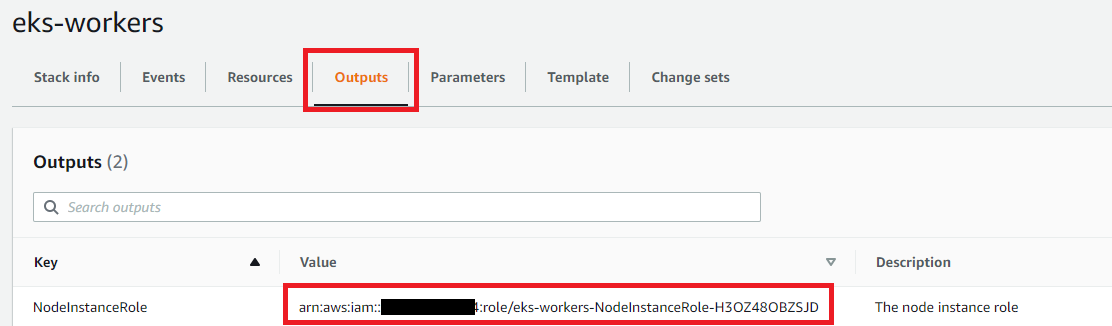 eks-workers
Stack info Events Resources Outputs Parameters Template Change sets
Outputs (2)
Search outputs
Key Value Description
NodeInstanceRole arn:aws:iam:: 4:role/eks-workers-NodeInstanceRole-H3OZ48OBZSJD The node instance role